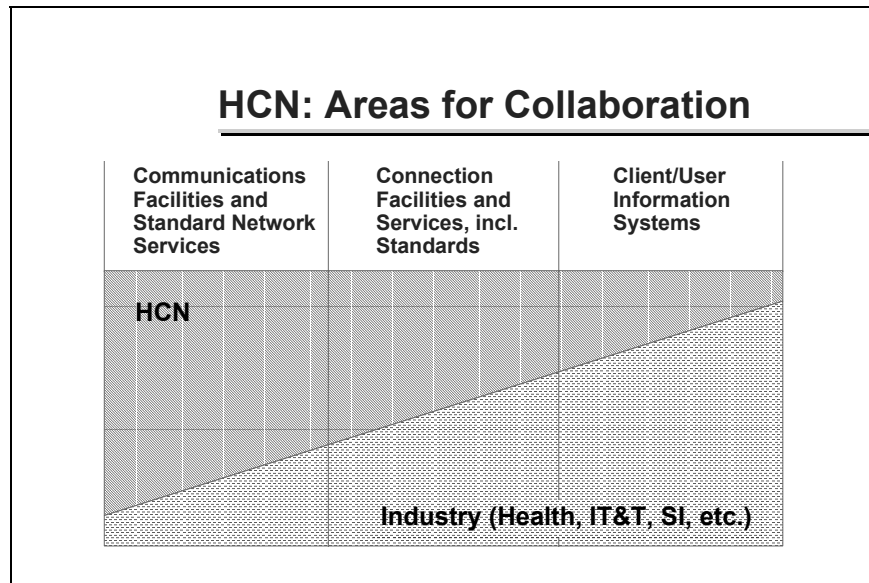 HCN: Areas for Collaboration
Communications
Facilities and
Standard Network
Services
Connection
Facilities and
Services, incl.
Standards
Client/User
Information
Systems
HCN
Industry (Health, IT&T, SI, etc.)